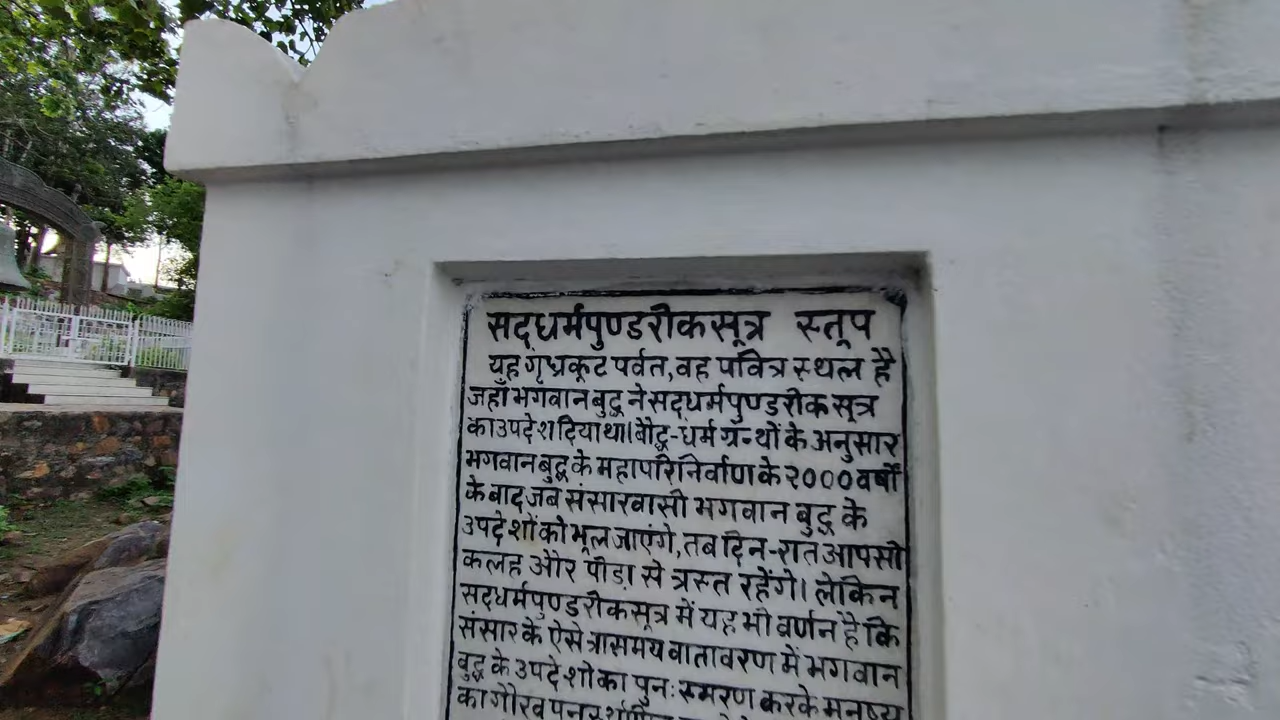 सद्धर्मपुण्डरीकसूत्र स्तूप
यह गृध्रकूट पर्वत, वह पवित्र स्थल है
जहाँ भगवान बुद्ध ने सद्धर्मपुण्डरीक सूत्र
का उपदेश दिया था। बौद्ध-धर्म ग्रन्थों के अनुसार
भगवान बुद्ध के महापरिनिर्वाण के २००० वर्षों
के बाद जब संसारवासी भगवान बुद्ध के
उपदेशों को भूल जाएंगे, तब दिन-रात आपसी
कलह और पीड़ा से त्रस्त रहेंगे। लेकिन
सद्धर्मपुण्डरीकसूत्र में यह भी वर्णन है कि
संसार के ऐसे त्रासमय वातावरण में भगवान
बुद्ध के उपदेशो का पुनः स्मरण करके मनुष्य
का गौरव